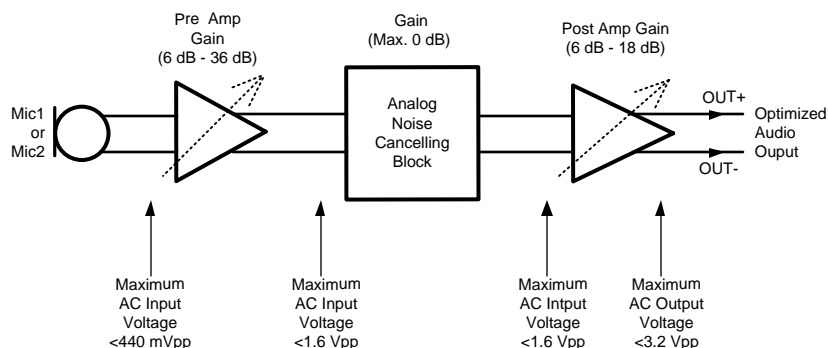 Pre Amp
Gain
(6 dB - 36 dB)
Gain
(Max. 0 dB)
Post Amp Gain
(6 dB - 18 dB)
Mic1
or
Mic2
Analog
Noise
Cancelling
Block
OUT+
OUT-
Optimized
Audio
Ouput
Maximum
AC Input
Voltage
<440 mVpp
Maximum
AC Input
Voltage
<1.6 Vpp
Maximum
AC Intput
Voltage
<1.6 Vpp
Maximum
AC Output
Voltage
<3.2 Vpp